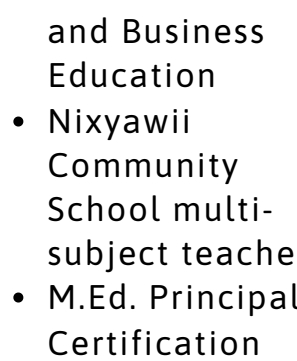 and Business
Education
• Nixyawii
Community
School multi-
subject teache
• M.Ed. Principal
Certification